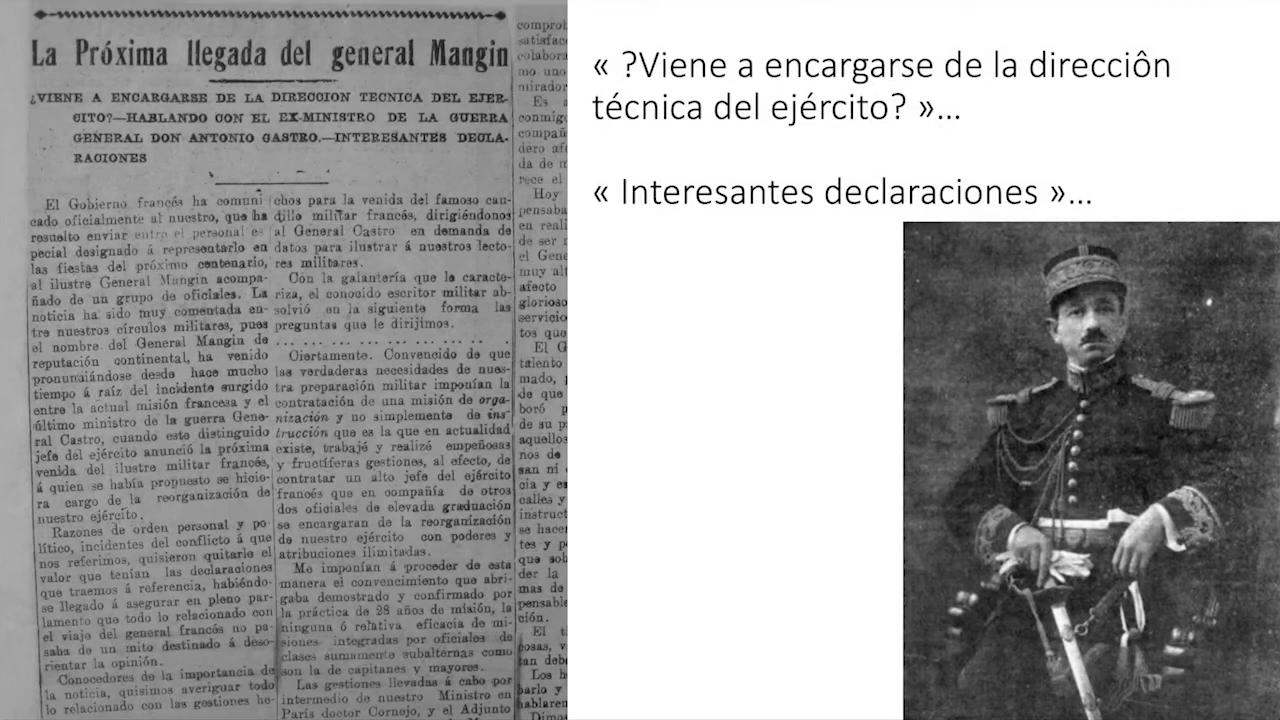 La Próxima llegada del general Mangin
¿VIENE A ENCARGARSE DE LA DIRECCION TECNICA DEL EJER-
CITO?—HABLANDO CON EL EX-MINISTRO DE LA GUERRA
GENERAL DON ANTONIO CASTRO.—INTERESANTES DECLA-
RACIONES
El Gobierno francés ha comuni
cado oficialmente al nuestro, que ha
resuelto enviar entre el personal es
pecial designado á representarlo en
las fiestas del próximo centenario,
al ilustre General Mangin acompa-
ñado de un grupo de oficiales. La
noticia ha sido muy comentada en-
tre nuestros círculos militares, pues
el nombre del General Mangin de
reputación continental, ha venido
pronunciándose desde hace mucho
tiempo á raíz del incidente surgido
entre la actual misión francesa y el
último ministro de la guerra Gene-
ral Castro, cuando este distinguido
jefe del ejército anunció la próxima
venida del ilustre militar francés,
á quien se había propuesto se hicie-
ra cargo de la reorganización de
nuestro ejército.
Razones de orden personal y po-
lítico, incidentes del conflicto á que
nos referimos, quisieron quitarle el
valor que tenían las declaraciones
que traemos á referencia, habiéndo-
se llegado á asegurar en pleno par-
lamento que todo lo relacionado con
el viaje del general francés no pa-
saba de un mito destinado á deso-
rientar la opinión.
Conocedores de la importancia de
la noticia, quisimos averiguar todo
lo relacionado con las gestiones he-
chos para la venida del famoso cau-
dillo militar francés, dirigiéndonos
al General Castro en demanda de
datos para ilustrar á nuestros lecto-
res militares.
Con la galantería que le caracte-
riza, el conocido escritor militar ab-
solvió en la siguiente forma las
preguntas que le dirijimos.
. . . . . . . . . . . . . . . . . .
Ciertamente. Convencido de que
las verdaderas necesidades de nues-
tra preparación militar imponían la
contratación de una misión de orga-
nización y no simplemente de ins-
trucción que es la que en actualidad
existe, trabajé y realizé empeñosas
y fructíferas gestiones, al efecto, de
contratar un alto jefe del ejército
francés que en compañía de otros
dos oficiales de elevada graduación
se encargaran de la reorganización
de nuestro ejército con poderes y
atribuciones ilimitadas.
Me imponían á proceder de esta
manera el convencimiento que abri-
gaba demostrado y confirmado por
la práctica de 28 años de misión, la
ninguna ó relativa eficacia de mi-
siones integradas por oficiales de
clases sumamente subalternas como
son la de capitanes y mayores.
Las gestiones llevadas á cabo por
intermedio de nuestro Ministro en
París doctor Cornejo, y el Adjunto
« ?Viene a encargarse de la direcciôn
técnica del ejército? »…
« Interesantes declaraciones »…